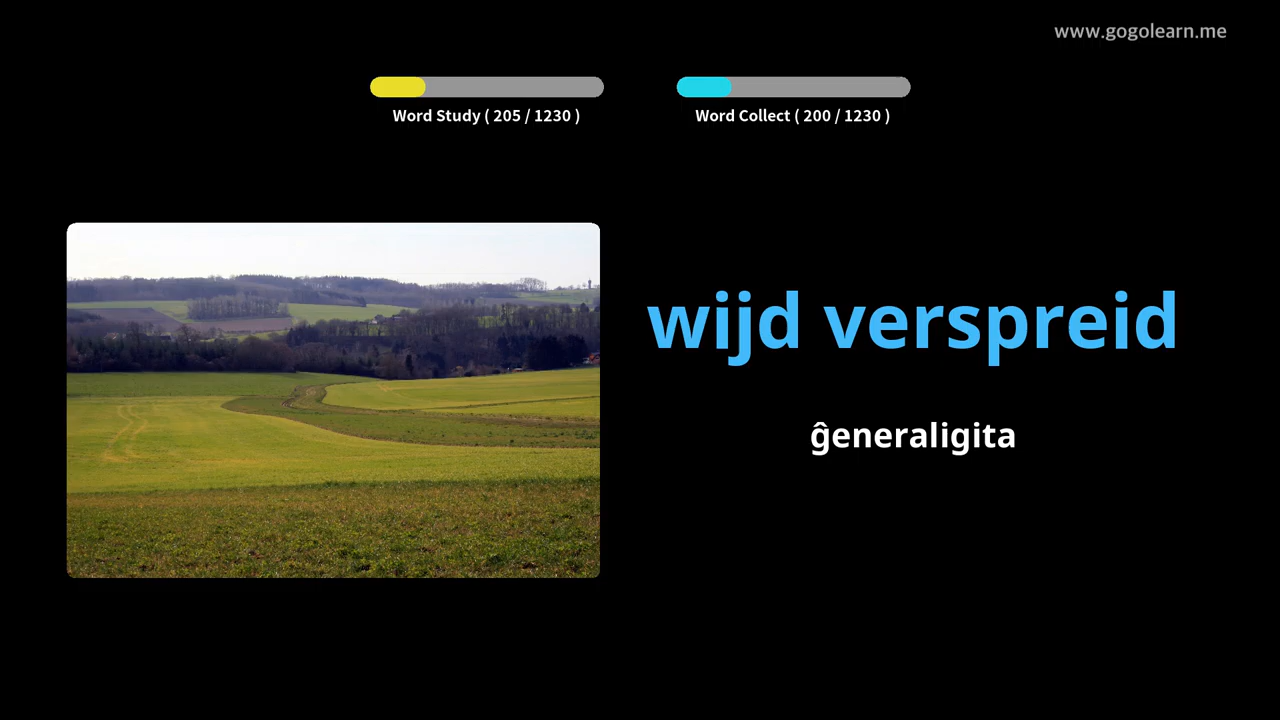 www.gogolearn.me
Word Study ( 205 / 1230 )
Word Collect ( 200 / 1230 )
wijd verspreid
ĝeneraligita